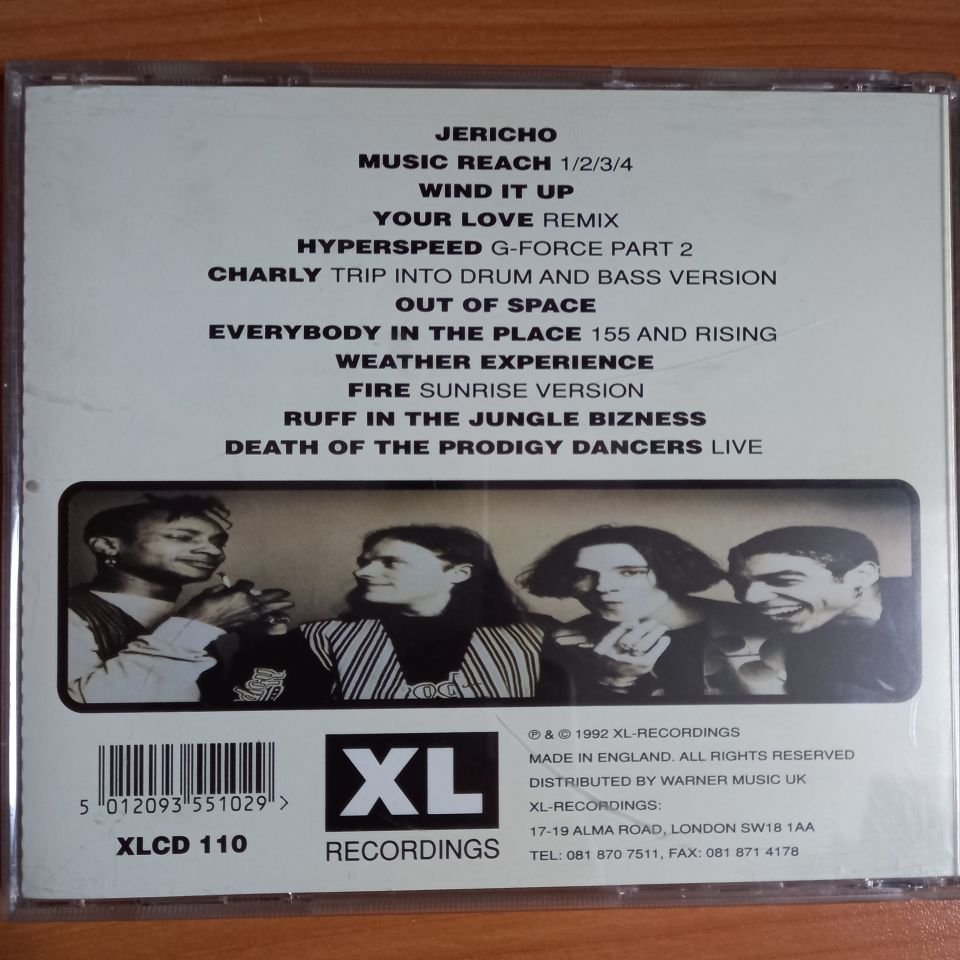 JERICHO
MUSIC REACH 1/2/3/4
WIND IT UP
YOUR LOVE REMIX
HYPERSPEED G-FORCE PART 2
CHARLY TRIP INTO DRUM AND BASS VERSION
OUT OF SPACE
EVERYBODY IN THE PLACE 155 AND RISING
WEATHER EXPERIENCE
FIRE SUNRISE VERSION
RUFF IN THE JUNGLE BIZNESS
DEATH OF THE PRODIGY DANCERS LIVE
5 012093 551029 >
XLCD 110
XL
RECORDINGS
℗ & © 1992 XL-RECORDINGS
MADE IN ENGLAND. ALL RIGHTS RESERVED
DISTRIBUTED BY WARNER MUSIC UK
XL-RECORDINGS:
17-19 ALMA ROAD, LONDON SW18 1AA
TEL: 081 870 7511, FAX: 081 871 4178